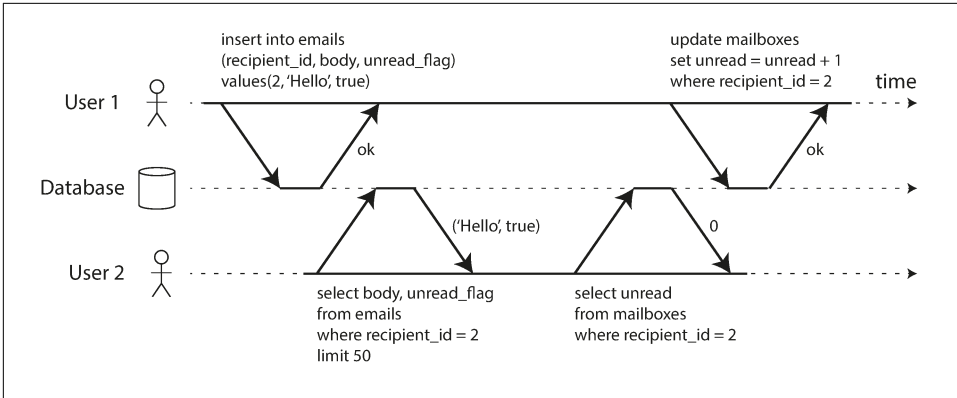 insert into emails
(recipient_id, body, unread_flag)
values(2, ‘Hello’, true)
update mailboxes
set unread = unread + 1
where recipient_id = 2
time
User 1
ok
ok
Database
(‘Hello’, true)
0
User 2
select body, unread_flag
from emails
where recipient_id = 2
limit 50
select unread
from mailboxes
where recipient_id = 2